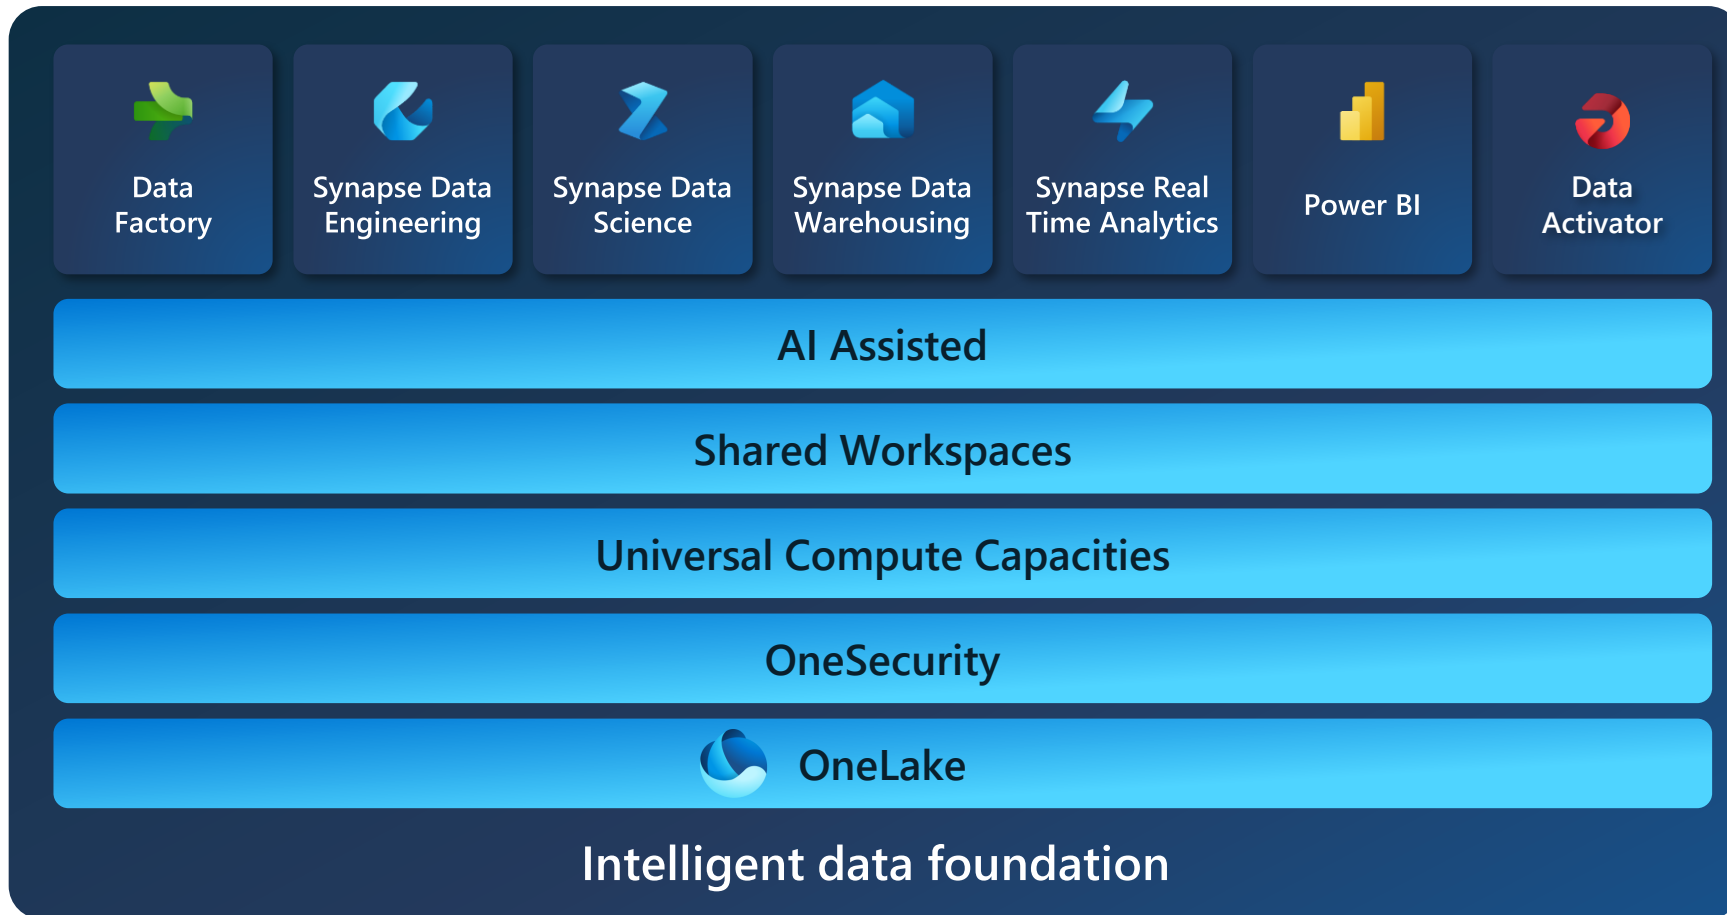 Data
Factory
Synapse Data
Engineering
Synapse Data
Science
Synapse Data
Warehousing
Synapse Real
Time Analytics
Power BI
Data
Activator
AI Assisted
Shared Workspaces
Universal Compute Capacities
OneSecurity
OneLake
Intelligent data foundation